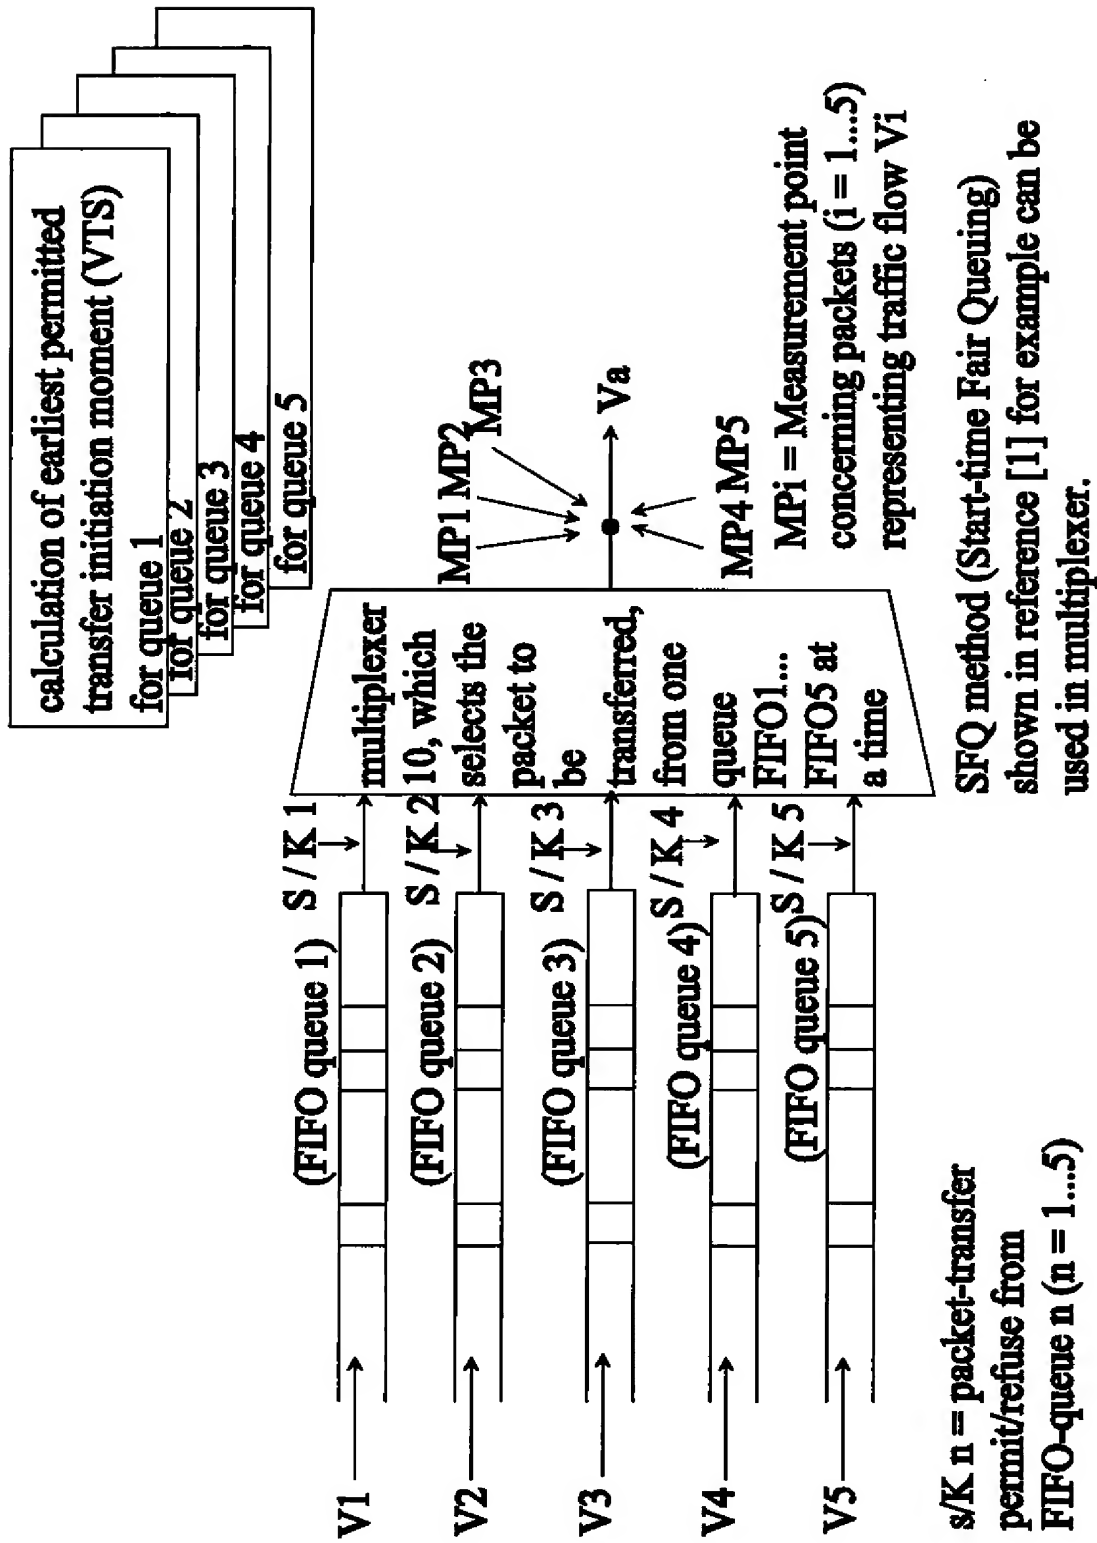 calculation of earliest permitted
transfer initiation moment (VTS)
for queue 1
for queue 2
for queue 3
for queue 4
for queue 5
V1
V2
V3
V4
V5
(FIFO queue 1)
(FIFO queue 2)
(FIFO queue 3)
(FIFO queue 4)
(FIFO queue 5)
S / K 1
S / K 2
S / K 3
S / K 4
S / K 5
multiplexer
10, which
selects the
packet to
be
transferred,
from one
queue
FIFO1...
FIFO5 at
a time
MP1 MP2
MP3
Va
MP4 MP5
MPi = Measurement point
concerning packets (i = 1...5)
representing traffic flow Vi
s/K n = packet-transfer
permit/refuse from
FIFO-queue n (n = 1...5)
SFQ method (Start-time Fair Queuing)
shown in reference [1] for example can be
used in multiplexer.